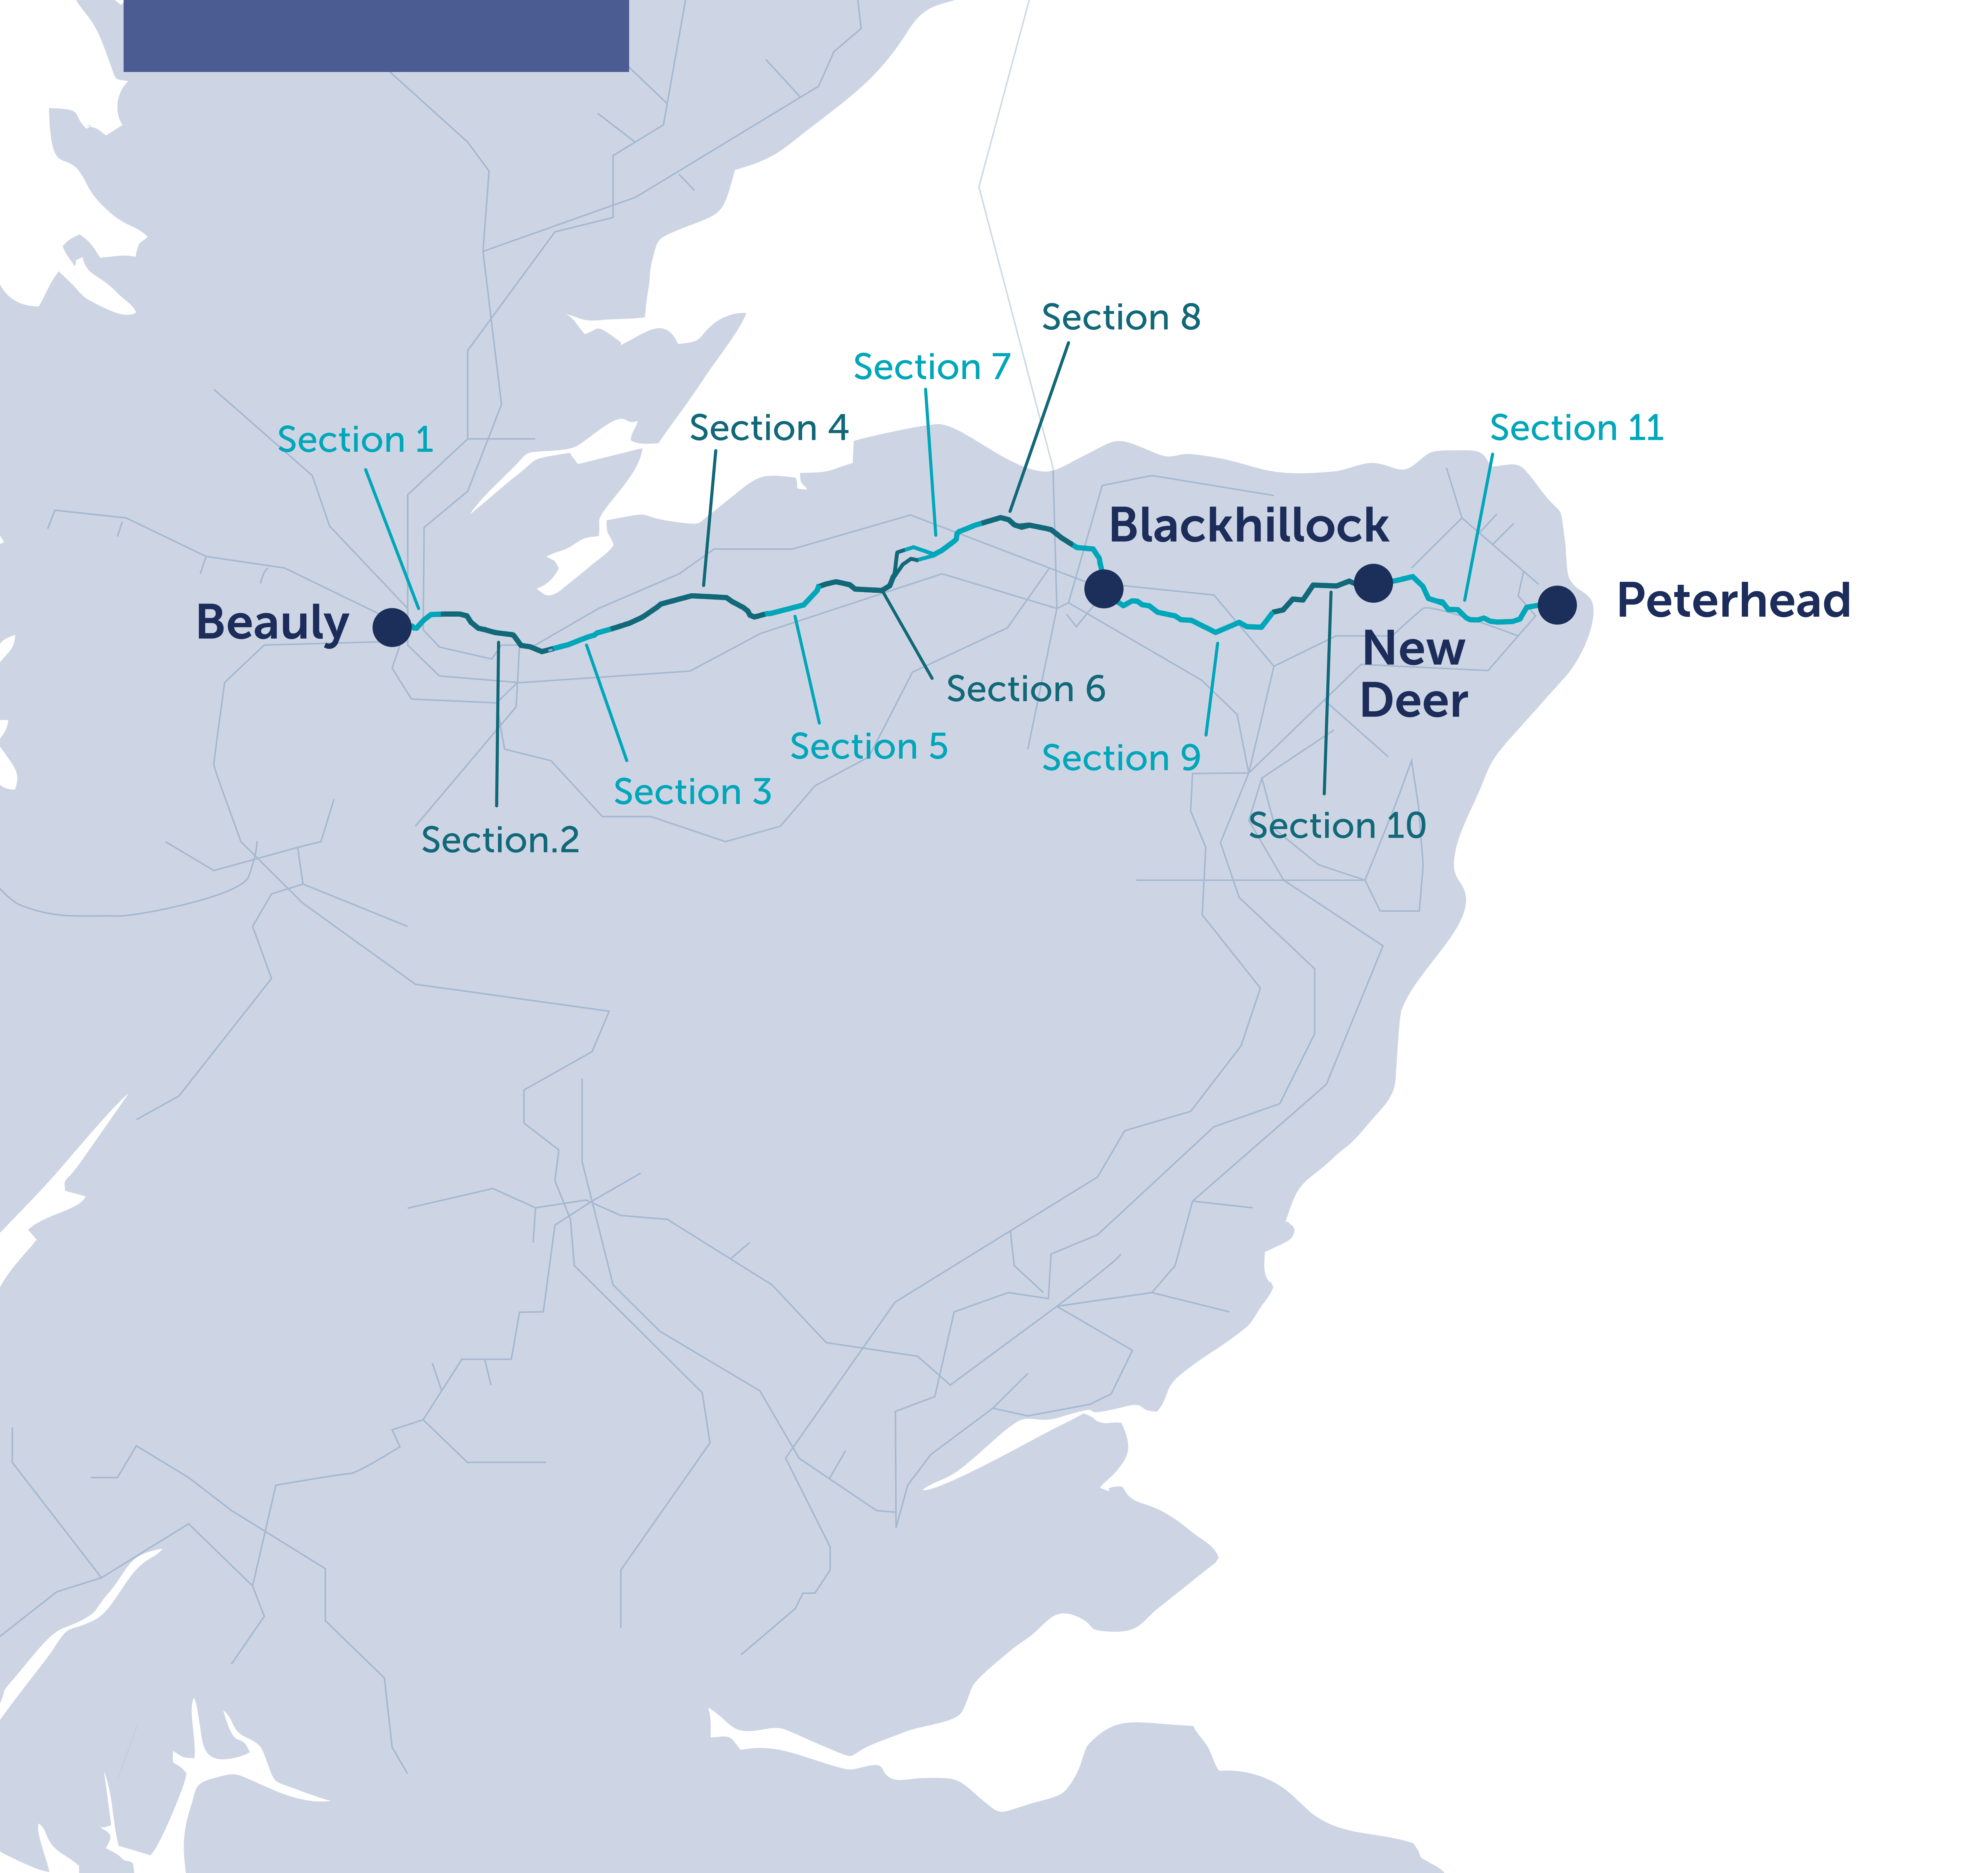 Section 8
Section 7
Section 4
Section 1
Section 11
Blackhillock
Beauly
Peterhead
New
Deer
Section 6
Section 5
Section 9
Section 3
Section.2
Section 10